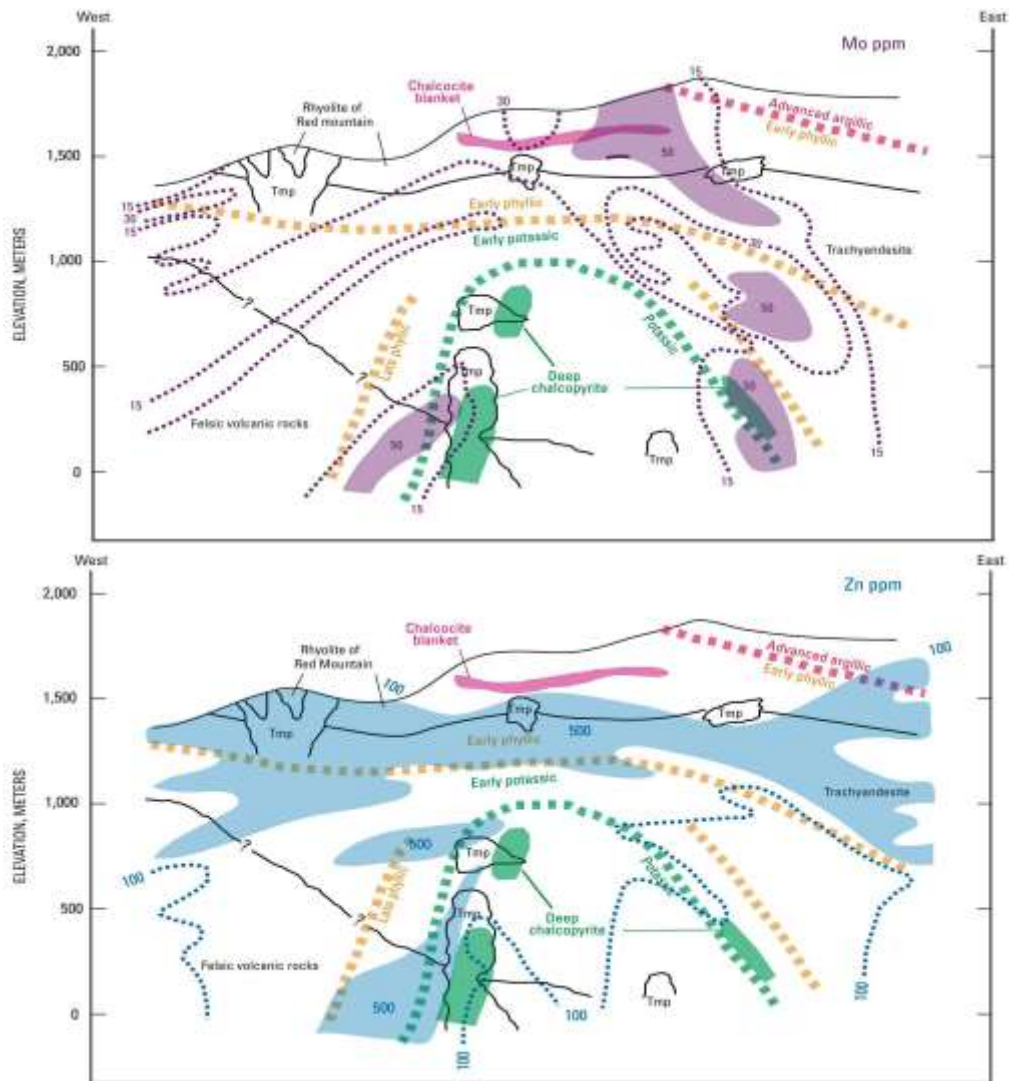 West
East
2,000
Mo ppm
15
Chalcocite
blanket
30
Rhyolite of
Red mountain
Advanced argillic
Early phyllic
1,500
50
Tmp
Tmp
Tmp
15
30
15
Early phyllic
Early potassic
30
Trachyandesite
1,000
ELEVATION, METERS
?
50
Tmp
Potassic
Late phyllic
500
?
Tmp
Deep
chalcopyrite
50
15
Felsic volcanic rocks
50
Tmp
15
0
15
15
West
East
2,000
Zn ppm
Chalcocite
blanket
Rhyolite of
Red Mountain
100
Advanced argillic
Early phyllic
100
1,500
Tmp
Tmp
500
Tmp
Early phyllic
Early potassic
Trachyandesite
1,000
ELEVATION, METERS
?
500
Tmp
100
Potassic
Late phyllic
500
?
Tmp
Deep
chalcopyrite
Felsic volcanic rocks
500
Tmp
0
100
100
100